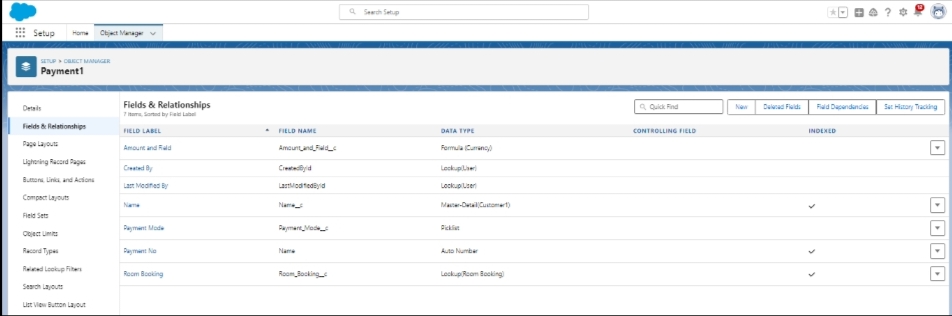 Search Setup
12
Setup Home Object Manager
SETUP > OBJECT MANAGER
Payment1
Details
Fields & Relationships
Page Layouts
Lightning Record Pages
Buttons, Links, and Actions
Compact Layouts
Field Sets
Object Limits
Record Types
Related Lookup Filters
Search Layouts
List View Button Layout
Fields & Relationships
7 Items, Sorted by Field Label
Quick Find New Deleted Fields Field Dependencies Set History Tracking
FIELD LABEL FIELD NAME DATA TYPE CONTROLLING FIELD INDEXED
Amount and Field Amount_and_Field__c Formula (Currency)
Created By CreatedById Lookup(User)
Last Modified By LastModifiedById Lookup(User)
Name Name__c Master-Detail(Customer1)
Payment Mode Payment_Mode__c Picklist
Payment No Name Auto Number
Room Booking Room_Booking__c Lookup(Room Booking)